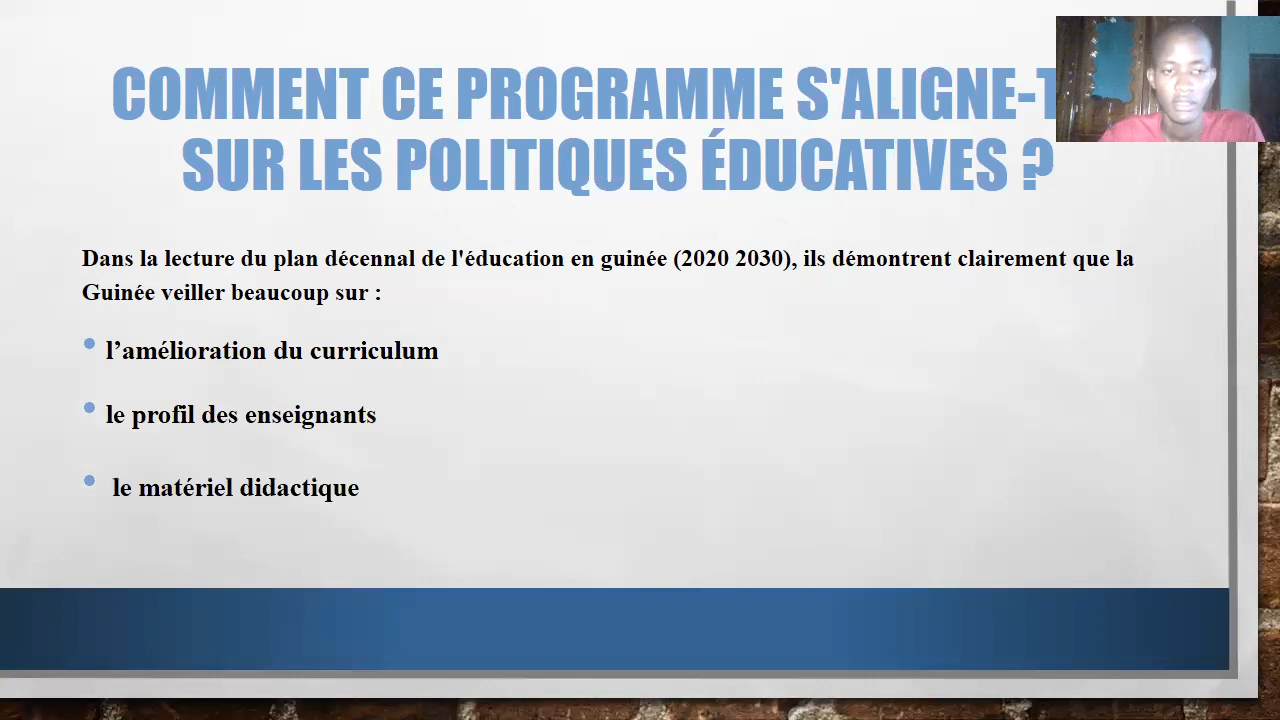 COMMENT CE PROGRAMME S'ALIGNE-T
SUR LES POLITIQUES ÉDUCATIVES ?
Dans la lecture du plan décennal de l'éducation en guinée (2020 2030), ils démontrent clairement que la
Guinée veiller beaucoup sur :
• l’amélioration du curriculum
• le profil des enseignants
• le matériel didactique